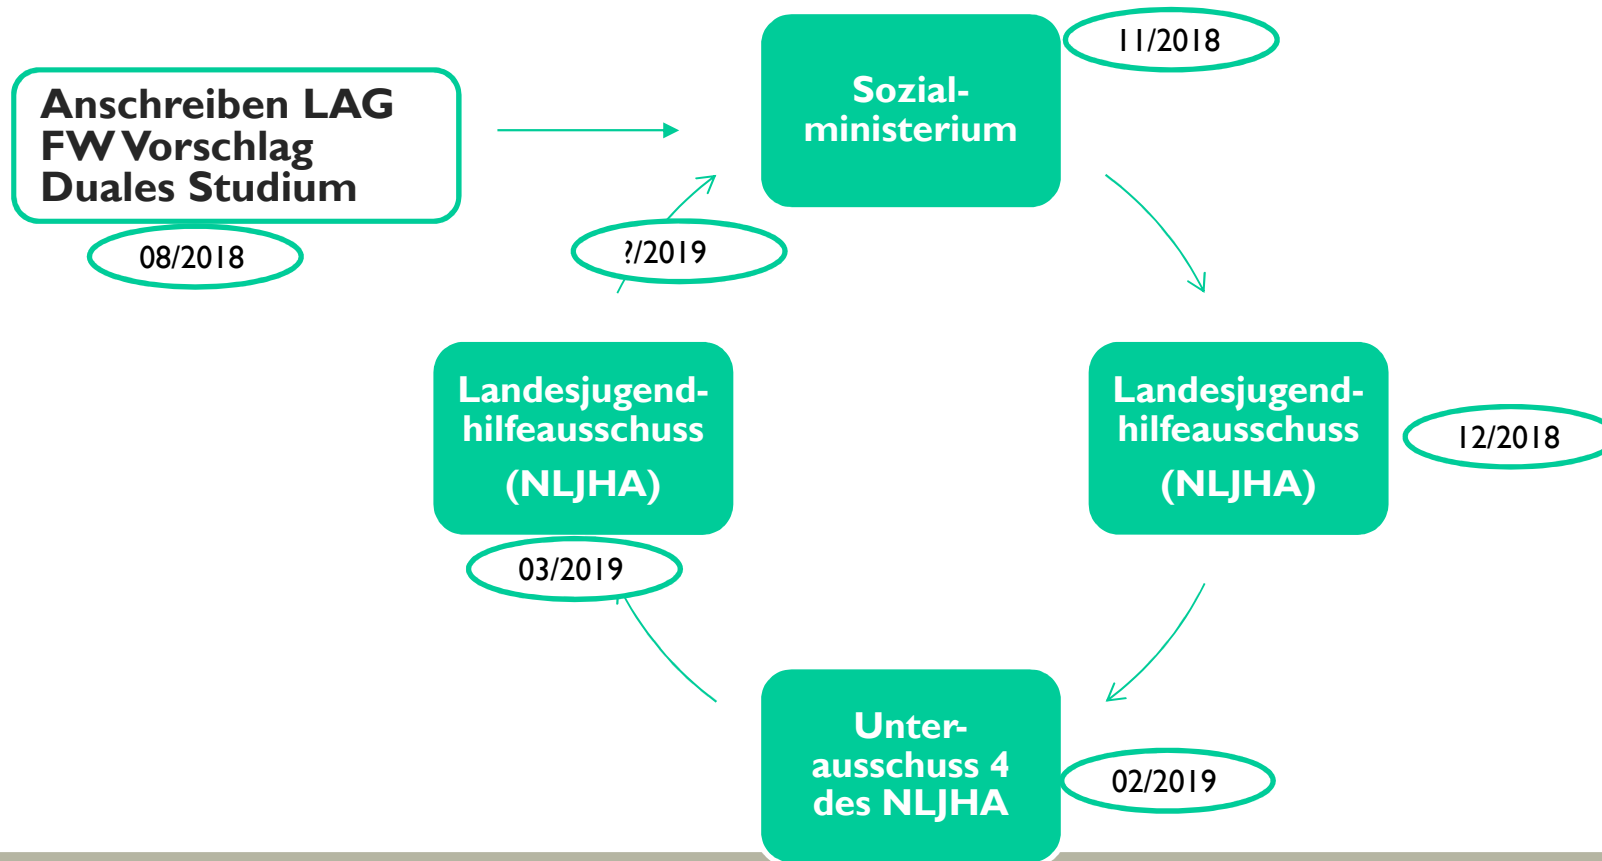 Anschreiben LAG
FW Vorschlag
Duales Studium
08/2018
Sozial-
ministerium
11/2018
Landesjugend-
hilfeausschuss
(NLJHA)
12/2018
Unter-
ausschuss 4
des NLJHA
02/2019
Landesjugend-
hilfeausschuss
(NLJHA)
03/2019
?/2019